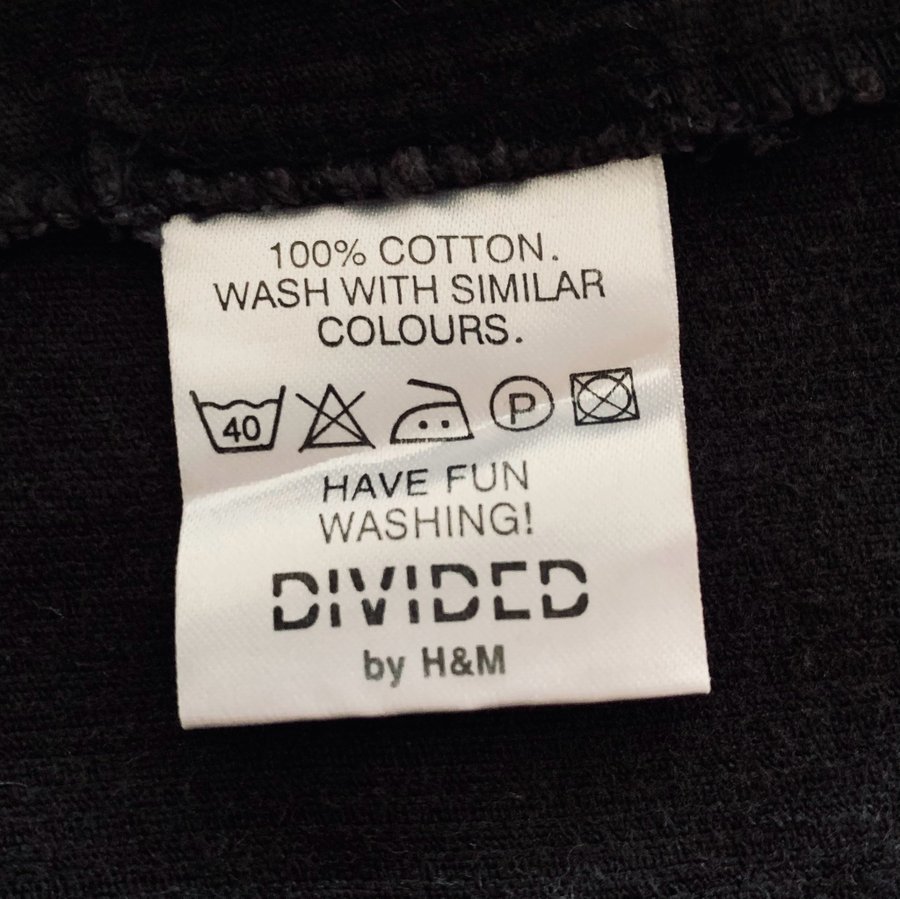 100% COTTON.
WASH WITH SIMILAR
COLOURS.
40 P
HAVE FUN
WASHING!
DIVIDED
by H&M